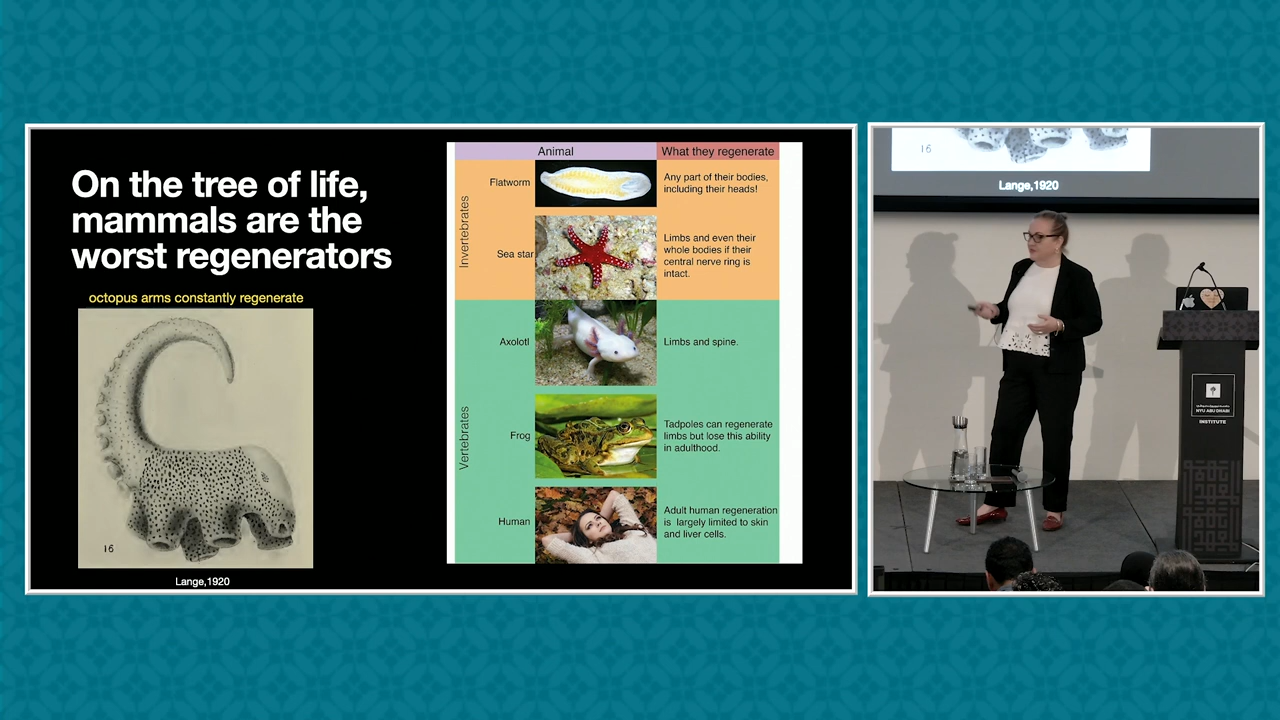 On the tree of life,
mammals are the
worst regenerators
octopus arms constantly regenerate
16
Lange,1920
Animal
What they regenerate
Invertebrates
Flatworm
Any part of their bodies,
including their heads!
Sea star
Limbs and even their
whole bodies if their
central nerve ring is
intact.
Vertebrates
Axolotl
Limbs and spine.
Frog
Tadpoles can regenerate
limbs but lose this ability
in adulthood.
Human
Adult human regeneration
is largely limited to skin
and liver cells.
16
Lange,1920
NYU ABU DHABI
INSTITUTE